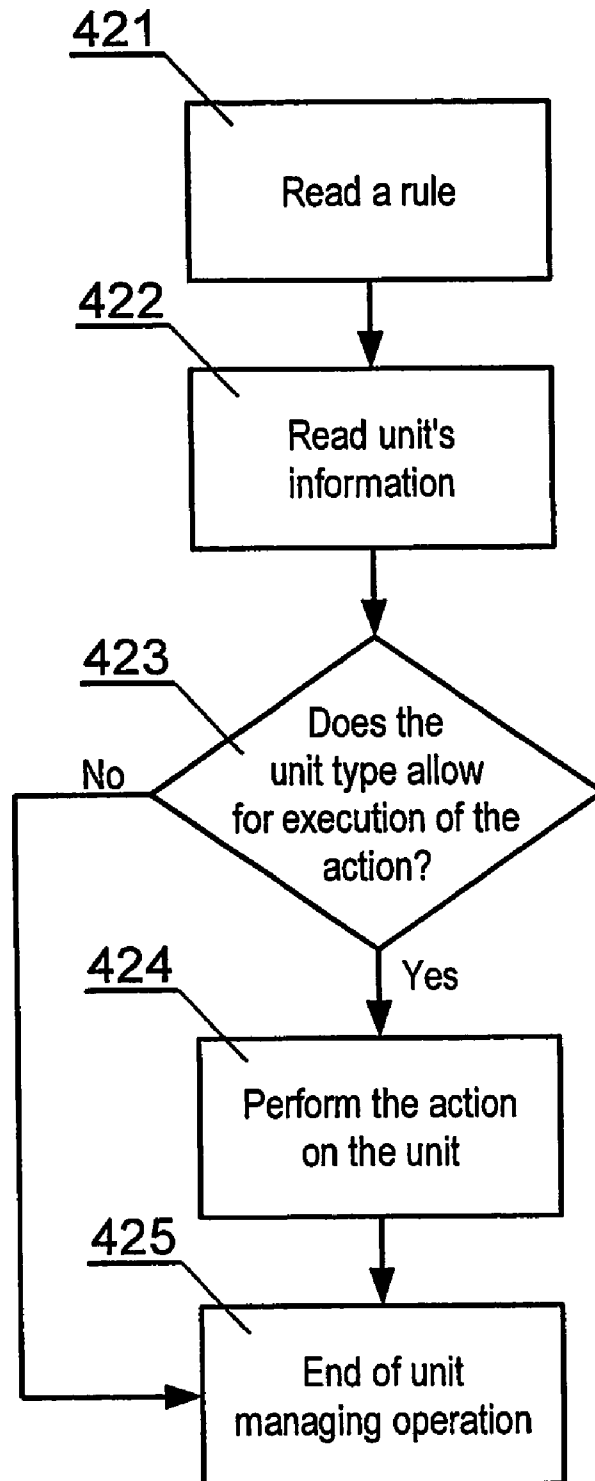 421
Read a rule
422
Read unit's
information
423
Does the
unit type allow
for execution of the
action?
No
Yes
424
Perform the action
on the unit
425
End of unit
managing operation